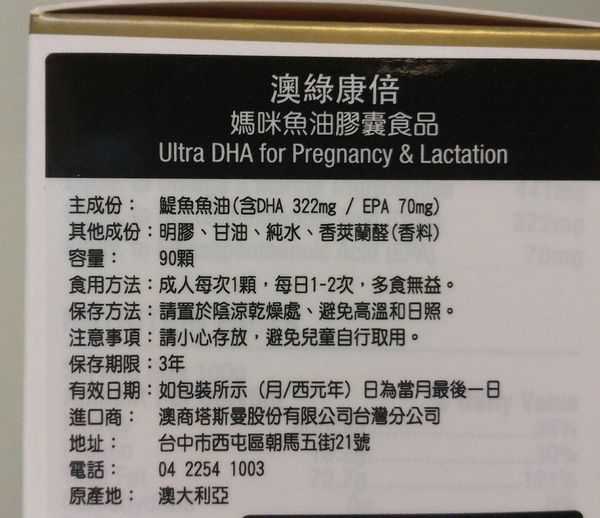 澳綠康倍
媽咪魚油膠囊食品
Ultra DHA for Pregnancy & Lactation
主成份： 鯷魚魚油(含DHA 322mg / EPA 70mg)
其他成份：明膠、甘油、純水、香莢蘭醛(香料)
容量： 90顆
食用方法：成人每次1顆，每日1-2次，多食無益。
保存方法：請置於陰涼乾燥處、避免高溫和日照。
注意事項：請小心存放，避免兒童自行取用。
保存期限：3年
有效日期：如包裝所示（月/西元年）日為當月最後一日
進口商： 澳商塔斯曼股份有限公司台灣分公司
地址： 台中市西屯區朝馬五街21號
電話： 04 2254 1003
原產地： 澳大利亞